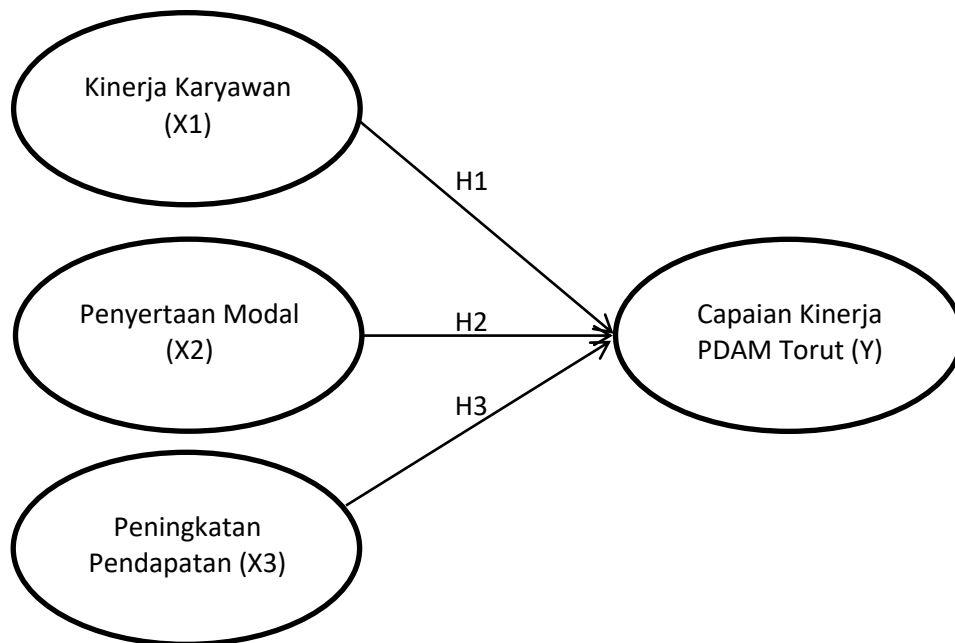 Kinerja Karyawan
(X1)
H1
Penyertaan Modal
(X2)
H2
Capaian Kinerja
PDAM Torut (Y)
H3
Peningkatan
Pendapatan (X3)